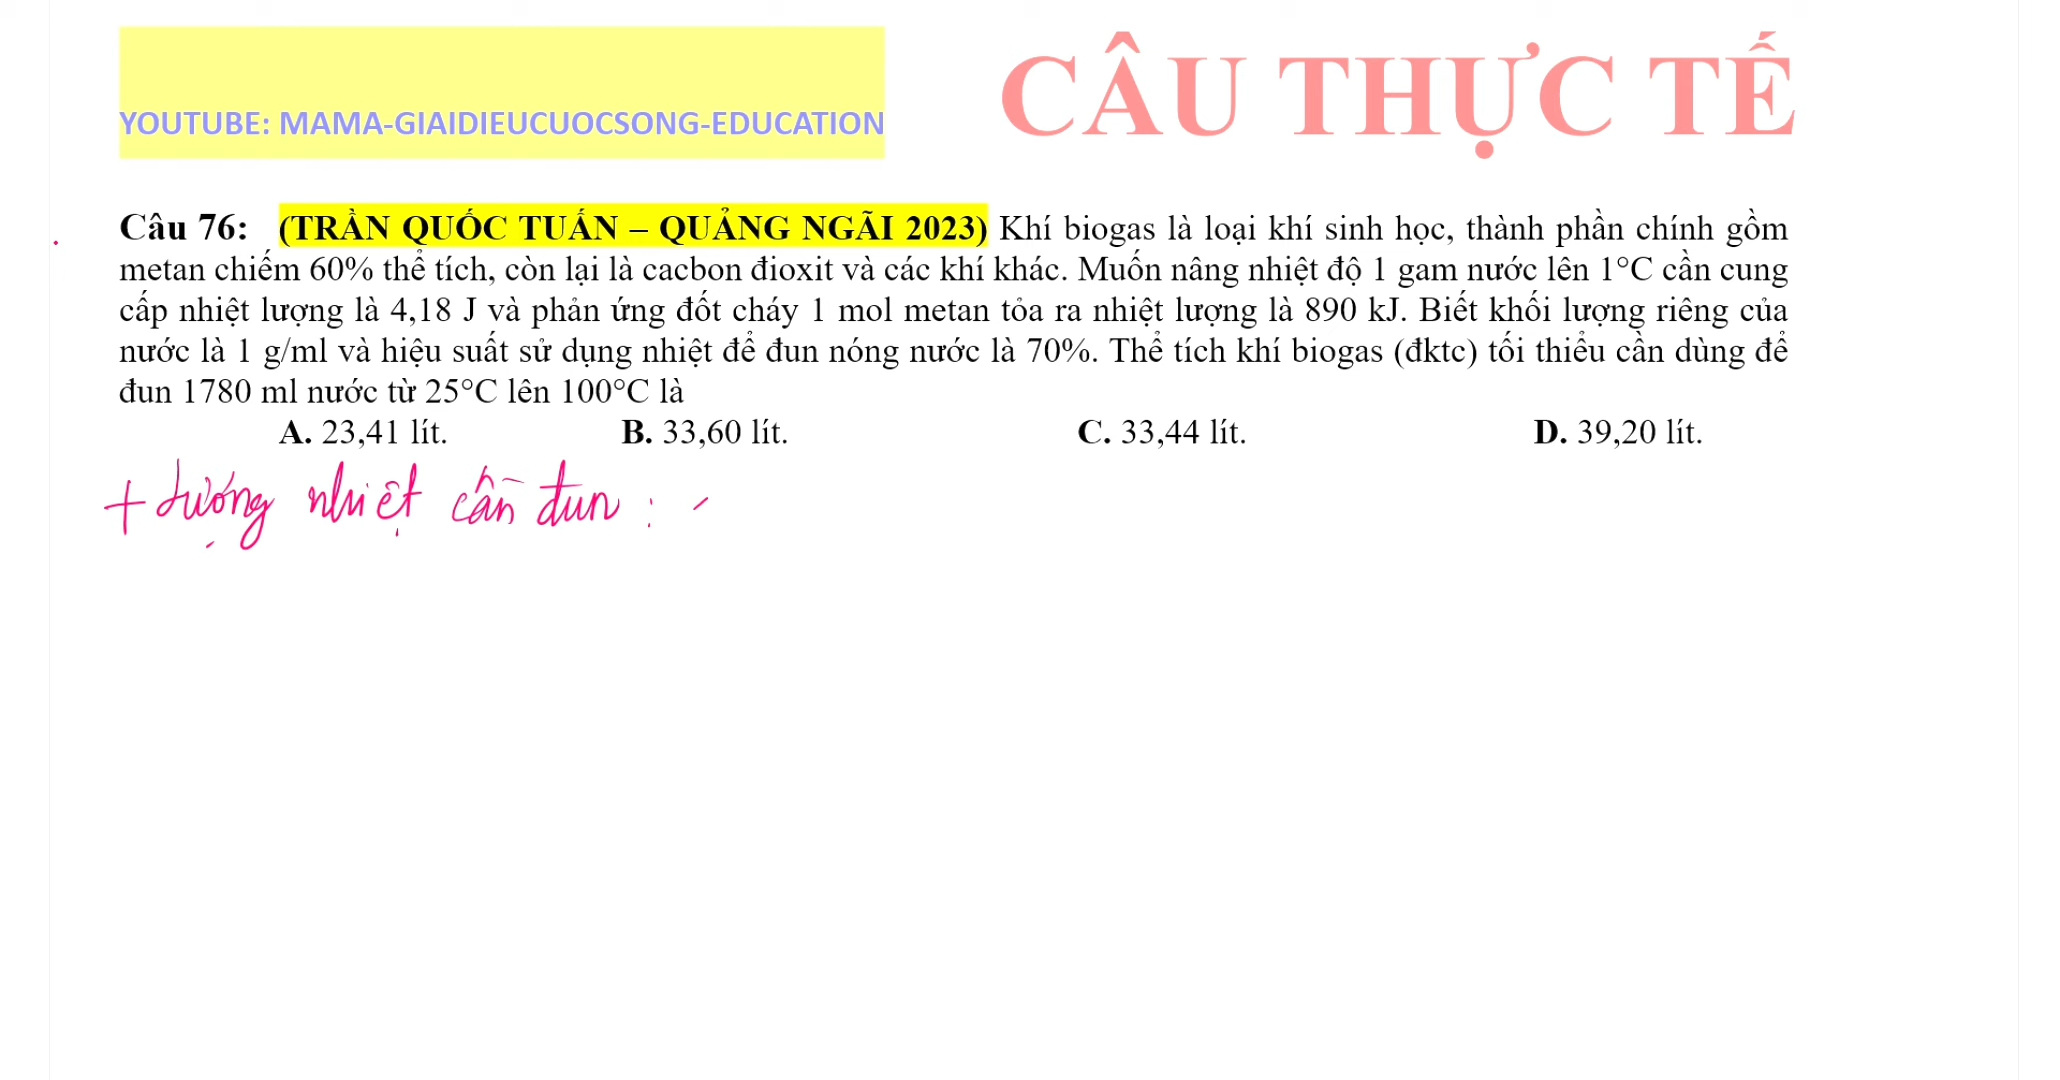 YOUTUBE: MAMA-GIAIDIEUCUOCSONG-EDUCATION
CÂU THỰC TẾ
Câu 76: (TRẦN QUỐC TUẤN – QUẢNG NGÃI 2023) Khí biogas là loại khí sinh học, thành phần chính gồm
metan chiếm 60% thể tích, còn lại là cacbon đioxit và các khí khác. Muốn nâng nhiệt độ 1 gam nước lên 1°C cần cung
cấp nhiệt lượng là 4,18 J và phản ứng đốt cháy 1 mol metan tỏa ra nhiệt lượng là 890 kJ. Biết khối lượng riêng của
nước là 1 g/ml và hiệu suất sử dụng nhiệt để đun nóng nước là 70%. Thể tích khí biogas (đktc) tối thiểu cần dùng để
đun 1780 ml nước từ 25°C lên 100°C là
A. 23,41 lít. B. 33,60 lít. C. 33,44 lít. D. 39,20 lít.
+ Lượng nhiệt cần đun :